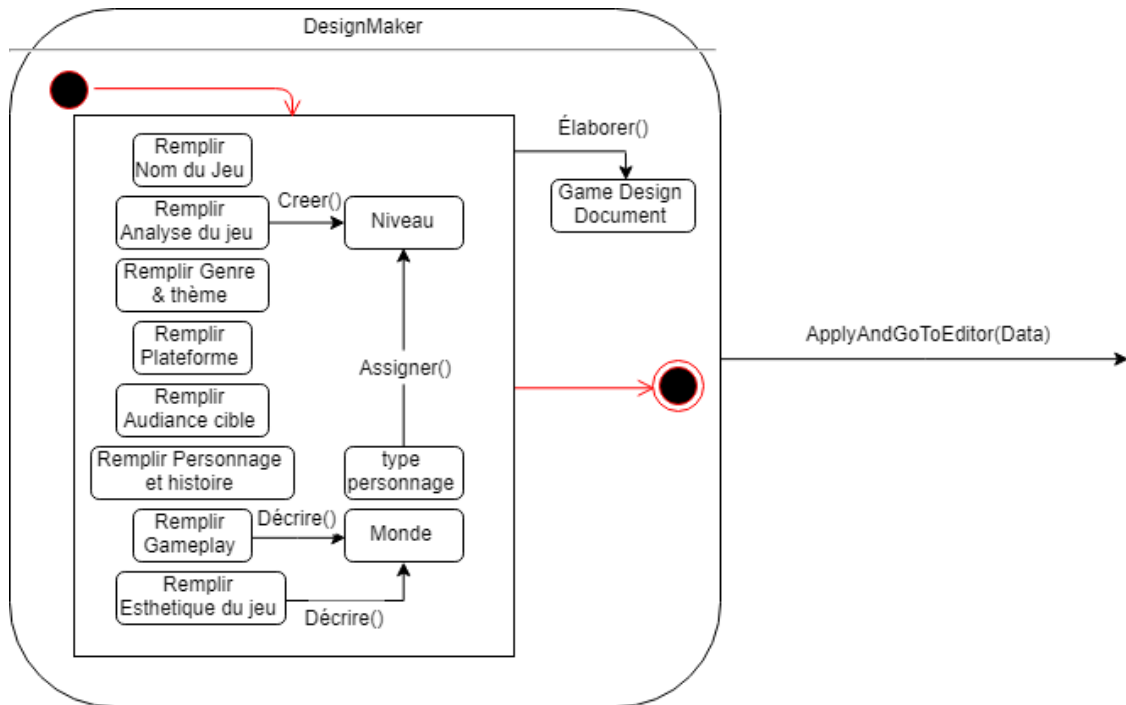 DesignMaker
Remplir
Nom du Jeu
Élaborer()
Game Design
Document
Remplir
Analyse du jeu
Creer()
Niveau
Remplir Genre
& thème
Remplir
Plateforme
ApplyAndGoToEditor(Data)
Assigner()
Remplir
Audiance cible
Remplir Personnage
et histoire
type
personnage
Remplir
Gameplay
Décrire()
Monde
Remplir
Esthetique du jeu
Décrire()